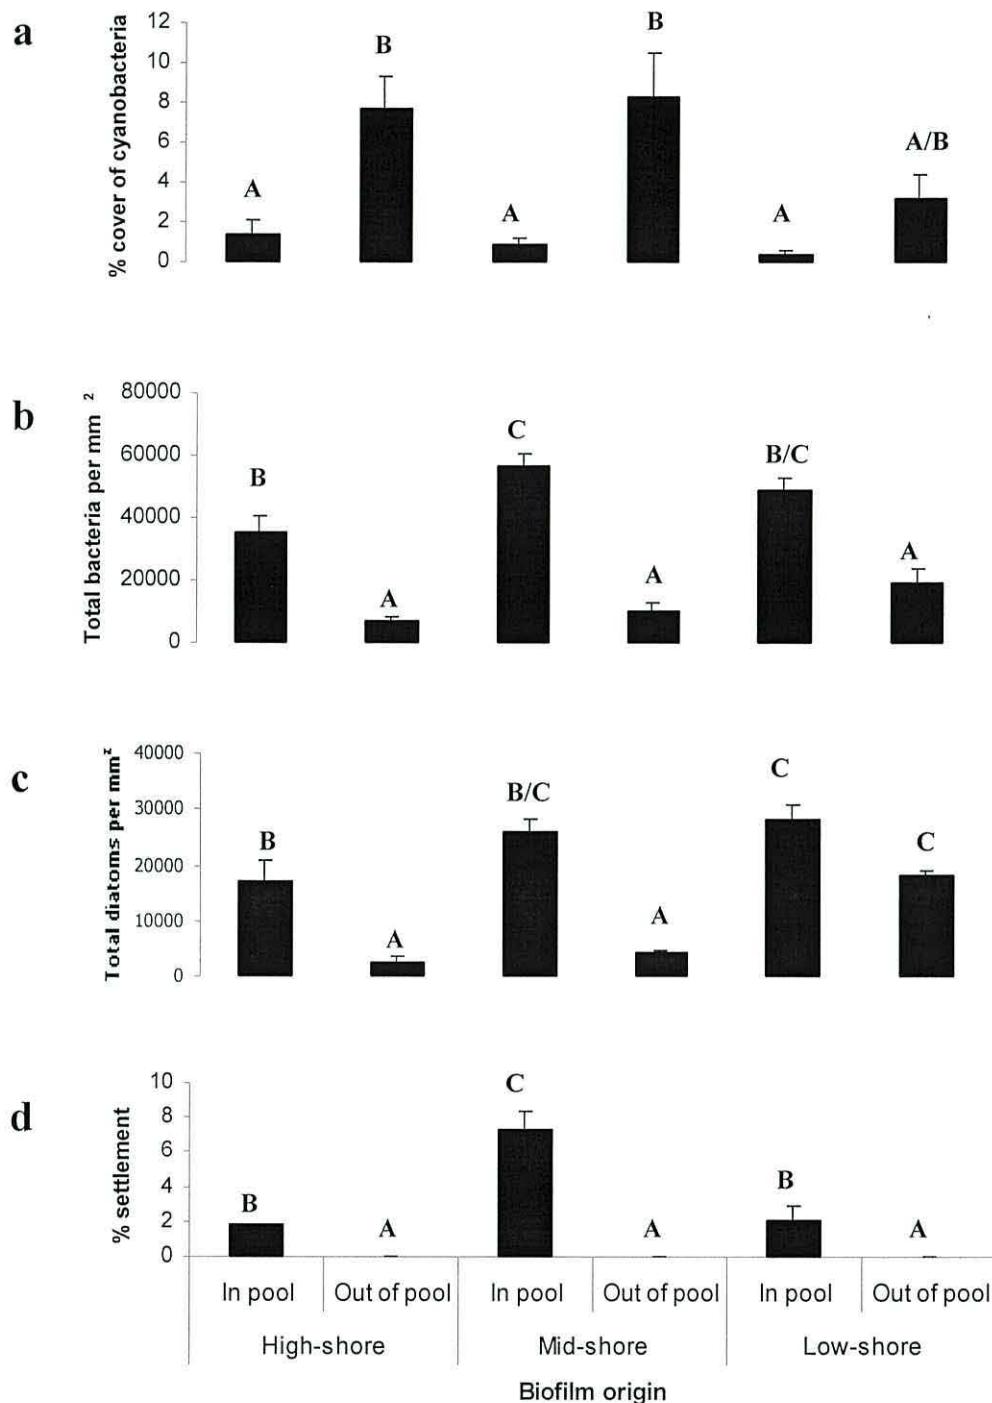 a
% cover of cyanobacteria
12
10
8
6
4
2
0
A
B
A
B
A
A/B
b
Total bacteria per mm 2
80000
60000
40000
20000
0
B
A
C
A
B/C
A
c
Total diatoms per mm²
40000
30000
20000
10000
0
B
A
B/C
A
C
C
d
% settlement
10
8
6
4
2
0
B
A
C
A
B
A
In pool Out of pool In pool Out of pool In pool Out of pool
High-shore Mid-shore Low-shore
Biofilm origin